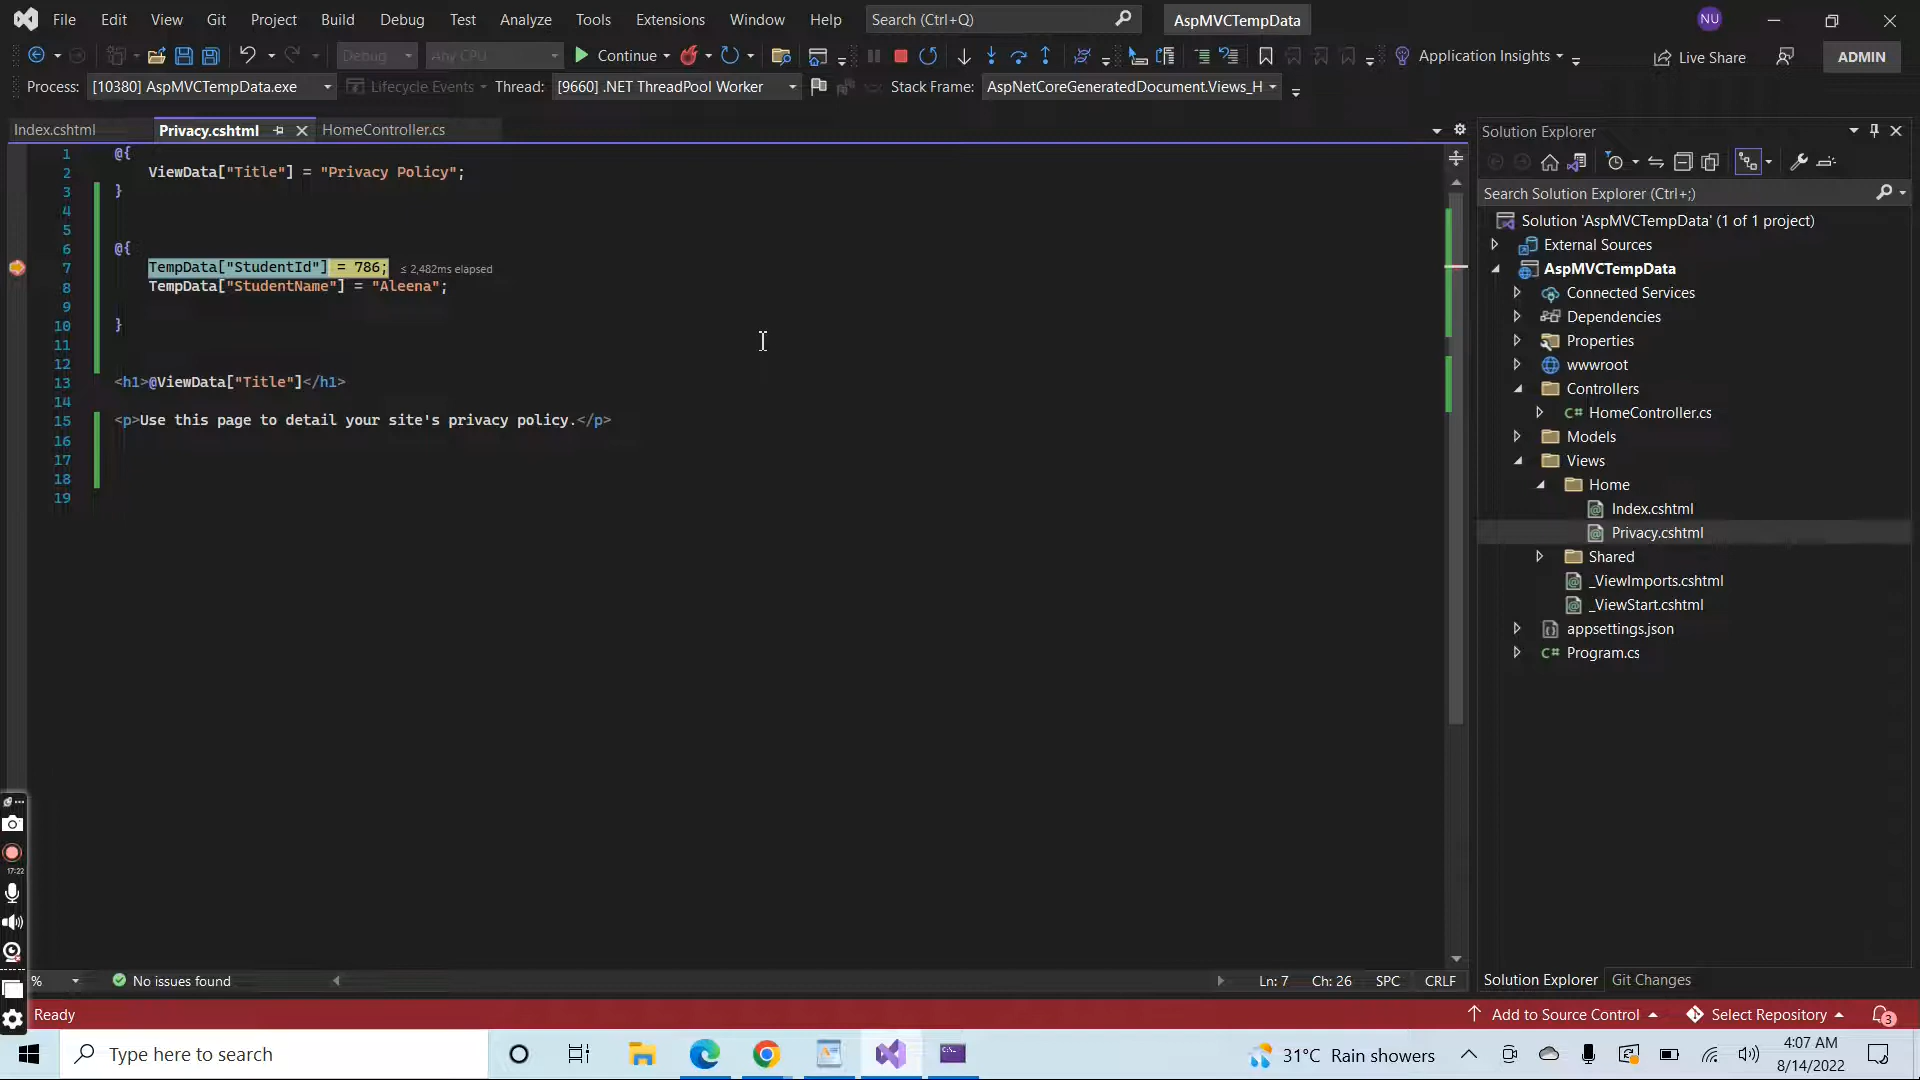 File Edit View Git Project Build Debug Test Analyze Tools Extensions Window Help Search (Ctrl+Q) AspMVCTempData NU
Debug Any CPU Continue Application Insights Live Share ADMIN
Process: [10380] AspMVCTempData.exe Lifecycle Events Thread: [9660] .NET ThreadPool Worker Stack Frame: AspNetCoreGeneratedDocument.Views_H
Index.cshtml Privacy.cshtml HomeController.cs
1 @{
2 ViewData["Title"] = "Privacy Policy";
3 }
4
5
6 @{
7 TempData["StudentId"] = 786; ≤ 2,482ms elapsed
8 TempData["StudentName"] = "Aleena";
9
10 }
11
12
13 <h1>@ViewData["Title"]</h1>
14
15 <p>Use this page to detail your site's privacy policy.</p>
16
17
18
19
Solution Explorer
Search Solution Explorer (Ctrl+;)
Solution 'AspMVCTempData' (1 of 1 project)
External Sources
AspMVCTempData
Connected Services
Dependencies
Properties
wwwroot
Controllers
C# HomeController.cs
Models
Views
Home
Index.cshtml
Privacy.cshtml
Shared
_ViewImports.cshtml
_ViewStart.cshtml
appsettings.json
C# Program.cs
17:22
% No issues found Ln: 7 Ch: 26 SPC CRLF
Solution Explorer Git Changes
Ready Add to Source Control Select Repository 3
Type here to search 31°C Rain showers 4:07 AM
8/14/2022